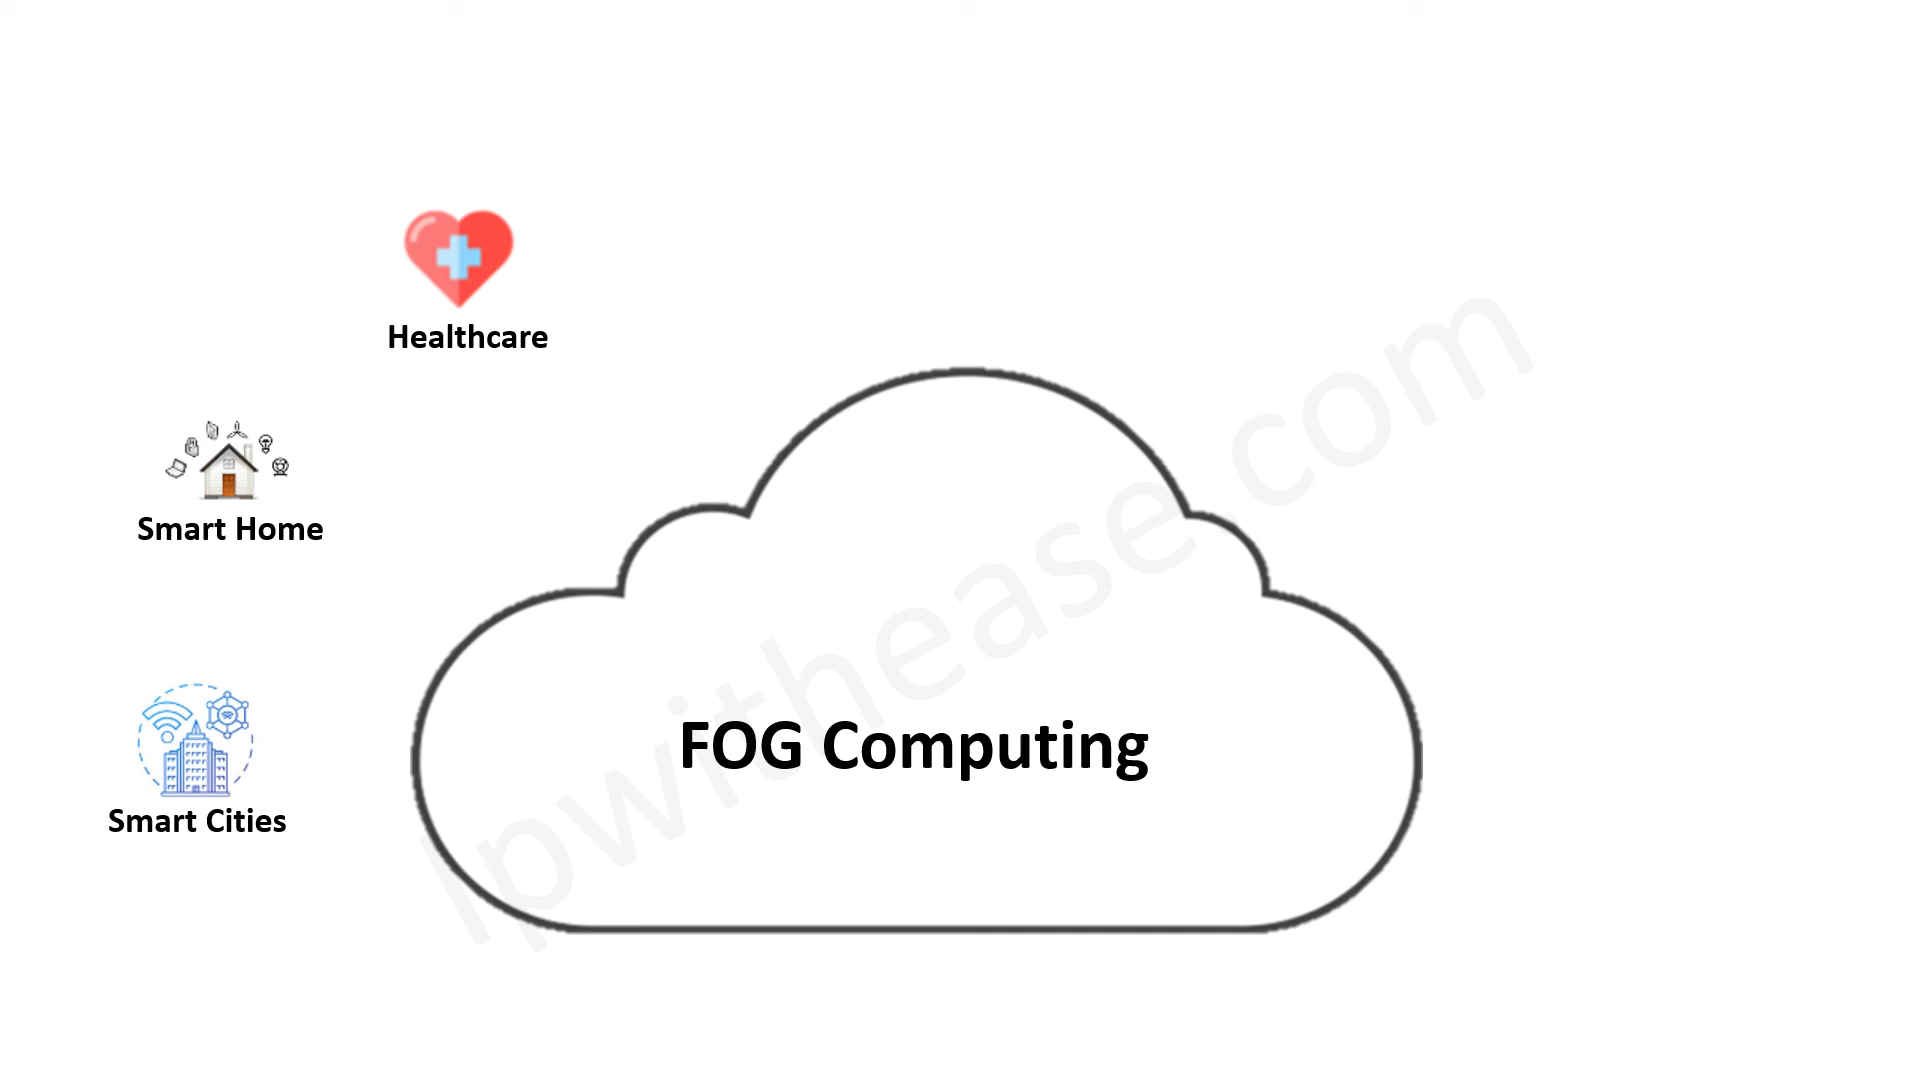 Healthcare
Smart Home
Smart Cities
FOG Computing
ipwithease.com